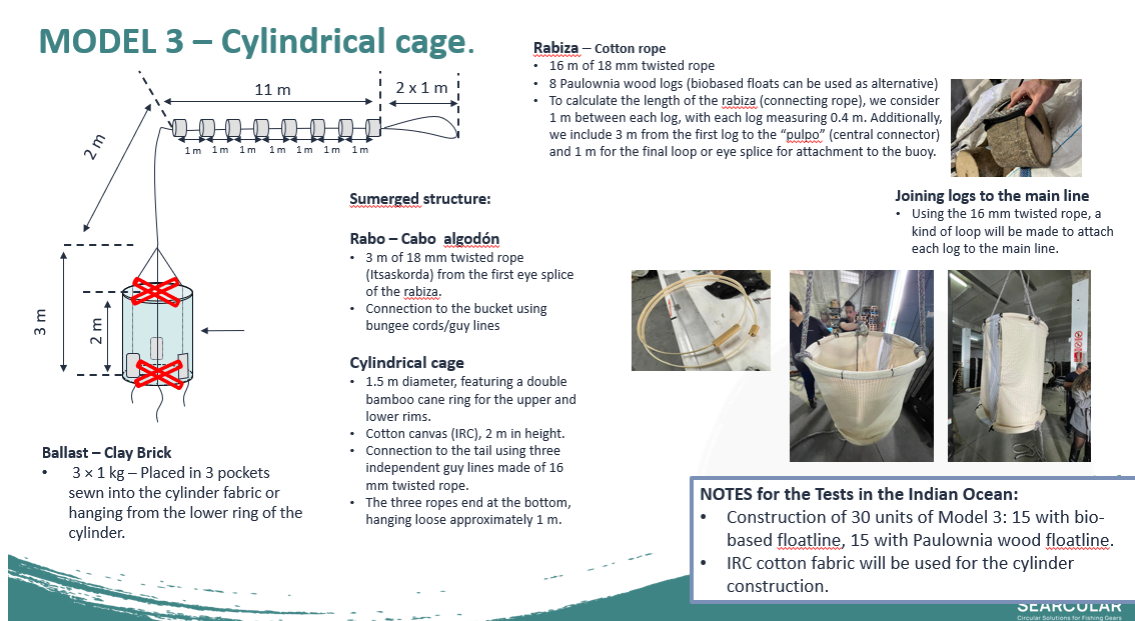 MODEL 3 – Cylindrical cage.
11 m
2 x 1 m
2 m
1 m 1 m 1 m 1 m 1 m 1 m 1 m
3 m
2 m
Ballast – Clay Brick
• 3 × 1 kg – Placed in 3 pockets
sewn into the cylinder fabric or
hanging from the lower ring of the
cylinder.
Sumerged structure:
Rabo – Cabo algodón
• 3 m of 18 mm twisted rope
(Itsaskorda) from the first eye splice
of the rabiza.
• Connection to the bucket using
bungee cords/guy lines
Cylindrical cage
• 1.5 m diameter, featuring a double
bamboo cane ring for the upper and
lower rims.
• Cotton canvas (IRC), 2 m in height.
• Connection to the tail using three
independent guy lines made of 16
mm twisted rope.
• The three ropes end at the bottom,
hanging loose approximately 1 m.
Rabiza – Cotton rope
• 16 m of 18 mm twisted rope
• 8 Paulownia wood logs (biobased floats can be used as alternative)
• To calculate the length of the rabiza (connecting rope), we consider
1 m between each log, with each log measuring 0.4 m. Additionally,
we include 3 m from the first log to the “pulpo” (central connector)
and 1 m for the final loop or eye splice for attachment to the buoy.
Joining logs to the main line
• Using the 16 mm twisted rope, a
kind of loop will be made to attach
each log to the main line.
NOTES for the Tests in the Indian Ocean:
• Construction of 30 units of Model 3: 15 with bio-
based floatline, 15 with Paulownia wood floatline.
• IRC cotton fabric will be used for the cylinder
construction.
SEARCULAR
Circular Solutions for Fishing Gears